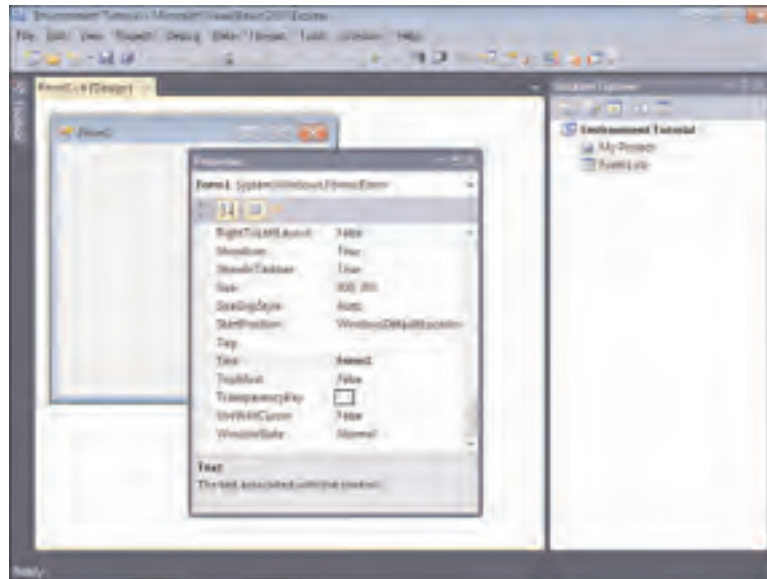 Environment Tutorial - Microsoft Visual Basic 2010 Express
File Edit View Project Debug Data Format Tools Window Help
Form1.vb [Design]
Toolbox
Form1
Properties
Form1 System.Windows.Forms.Form
RightToLeftLayout False
ShowIcon True
ShowInTaskbar True
Size 300, 300
SizeGripStyle Auto
StartPosition WindowsDefaultLocation
Tag
Text Form1
TopMost False
TransparencyKey
UseWaitCursor False
WindowState Normal
Text
The text associated with the control.
Solution Explorer
Environment Tutorial
My Project
Form1.vb
Ready